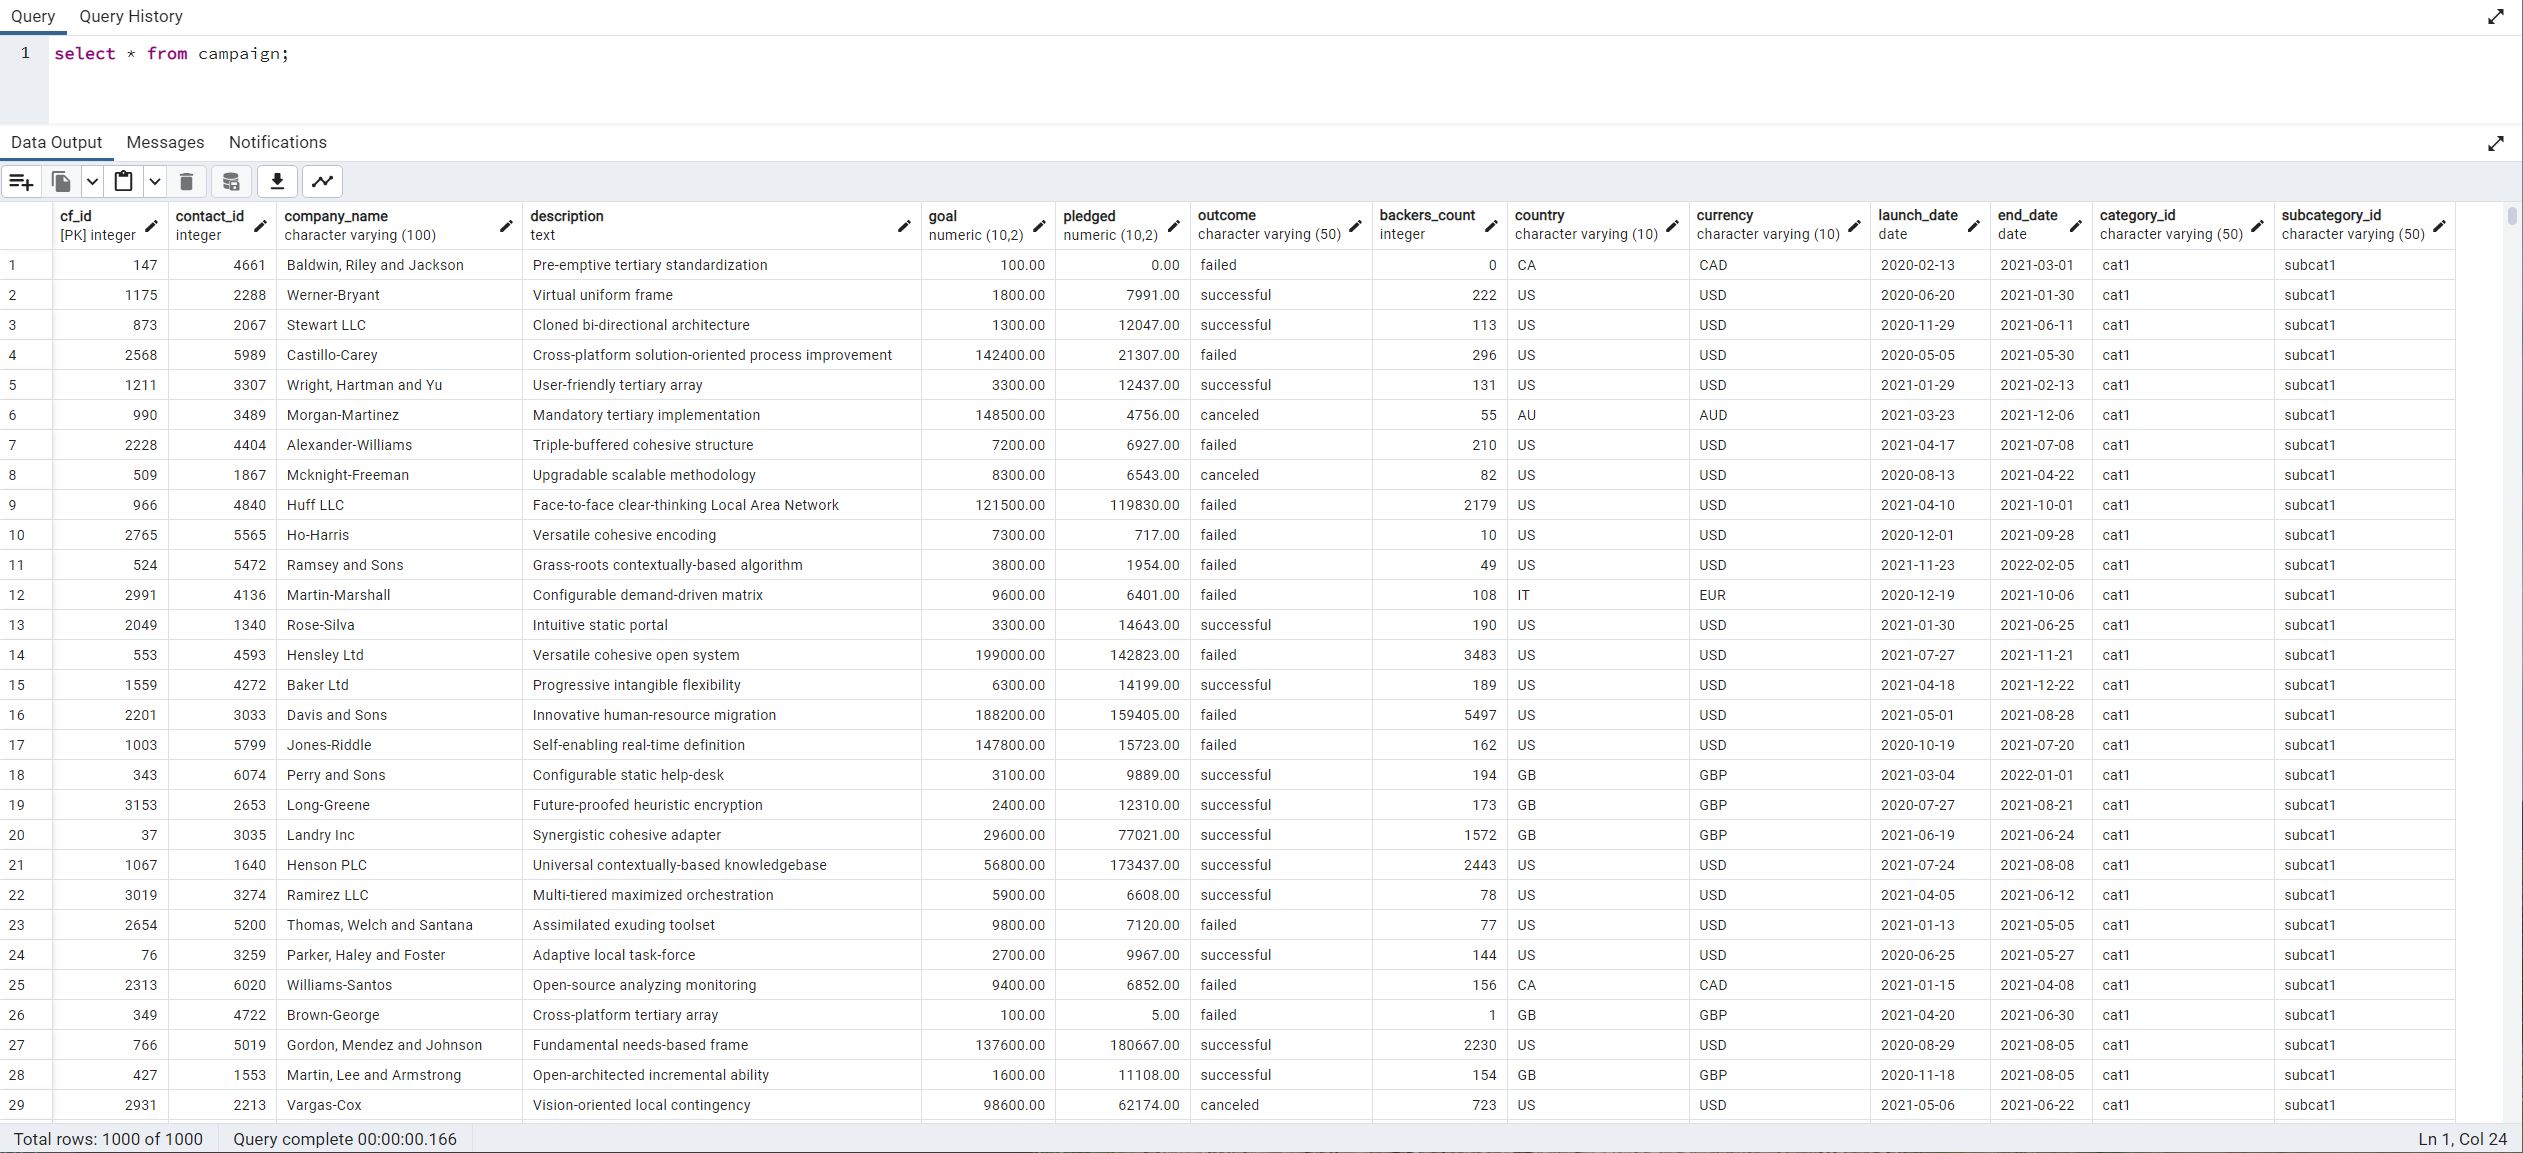 Query Query History
1 select * from campaign;
Data Output Messages Notifications
cf_id contact_id company_name description goal pledged outcome backers_count country currency launch_date end_date category_id subcategory_id
[PK] integer integer character varying (100) text numeric (10,2) numeric (10,2) character varying (50) integer character varying (10) character varying (10) date date character varying (50) character varying (50)
1 147 4661 Baldwin, Riley and Jackson Pre-emptive tertiary standardization 100.00 0.00 failed 0 CA CAD 2020-02-13 2021-03-01 cat1 subcat1
2 1175 2288 Werner-Bryant Virtual uniform frame 1800.00 7991.00 successful 222 US USD 2020-06-20 2021-01-30 cat1 subcat1
3 873 2067 Stewart LLC Cloned bi-directional architecture 1300.00 12047.00 successful 113 US USD 2020-11-29 2021-06-11 cat1 subcat1
4 2568 5989 Castillo-Carey Cross-platform solution-oriented process improvement 142400.00 21307.00 failed 296 US USD 2020-05-05 2021-05-30 cat1 subcat1
5 1211 3307 Wright, Hartman and Yu User-friendly tertiary array 3300.00 12437.00 successful 131 US USD 2021-01-29 2021-02-13 cat1 subcat1
6 990 3489 Morgan-Martinez Mandatory tertiary implementation 148500.00 4756.00 canceled 55 AU AUD 2021-03-23 2021-12-06 cat1 subcat1
7 2228 4404 Alexander-Williams Triple-buffered cohesive structure 7200.00 6927.00 failed 210 US USD 2021-04-17 2021-07-08 cat1 subcat1
8 509 1867 Mcknight-Freeman Upgradable scalable methodology 8300.00 6543.00 canceled 82 US USD 2020-08-13 2021-04-22 cat1 subcat1
9 966 4840 Huff LLC Face-to-face clear-thinking Local Area Network 121500.00 119830.00 failed 2179 US USD 2021-04-10 2021-10-01 cat1 subcat1
10 2765 5565 Ho-Harris Versatile cohesive encoding 7300.00 717.00 failed 10 US USD 2020-12-01 2021-09-28 cat1 subcat1
11 524 5472 Ramsey and Sons Grass-roots contextually-based algorithm 3800.00 1954.00 failed 49 US USD 2021-11-23 2022-02-05 cat1 subcat1
12 2991 4136 Martin-Marshall Configurable demand-driven matrix 9600.00 6401.00 failed 108 IT EUR 2020-12-19 2021-10-06 cat1 subcat1
13 2049 1340 Rose-Silva Intuitive static portal 3300.00 14643.00 successful 190 US USD 2021-01-30 2021-06-25 cat1 subcat1
14 553 4593 Hensley Ltd Versatile cohesive open system 199000.00 142823.00 failed 3483 US USD 2021-07-27 2021-11-21 cat1 subcat1
15 1559 4272 Baker Ltd Progressive intangible flexibility 6300.00 14199.00 successful 189 US USD 2021-04-18 2021-12-22 cat1 subcat1
16 2201 3033 Davis and Sons Innovative human-resource migration 188200.00 159405.00 failed 5497 US USD 2021-05-01 2021-08-28 cat1 subcat1
17 1003 5799 Jones-Riddle Self-enabling real-time definition 147800.00 15723.00 failed 162 US USD 2020-10-19 2021-07-20 cat1 subcat1
18 343 6074 Perry and Sons Configurable static help-desk 3100.00 9889.00 successful 194 GB GBP 2021-03-04 2022-01-01 cat1 subcat1
19 3153 2653 Long-Greene Future-proofed heuristic encryption 2400.00 12310.00 successful 173 GB GBP 2020-07-27 2021-08-21 cat1 subcat1
20 37 3035 Landry Inc Synergistic cohesive adapter 29600.00 77021.00 successful 1572 GB GBP 2021-06-19 2021-06-24 cat1 subcat1
21 1067 1640 Henson PLC Universal contextually-based knowledgebase 56800.00 173437.00 successful 2443 US USD 2021-07-24 2021-08-08 cat1 subcat1
22 3019 3274 Ramirez LLC Multi-tiered maximized orchestration 5900.00 6608.00 successful 78 US USD 2021-04-05 2021-06-12 cat1 subcat1
23 2654 5200 Thomas, Welch and Santana Assimilated exuding toolset 9800.00 7120.00 failed 77 US USD 2021-01-13 2021-05-05 cat1 subcat1
24 76 3259 Parker, Haley and Foster Adaptive local task-force 2700.00 9967.00 successful 144 US USD 2020-06-25 2021-05-27 cat1 subcat1
25 2313 6020 Williams-Santos Open-source analyzing monitoring 9400.00 6852.00 failed 156 CA CAD 2021-01-15 2021-04-08 cat1 subcat1
26 349 4722 Brown-George Cross-platform tertiary array 100.00 5.00 failed 1 GB GBP 2021-04-20 2021-06-30 cat1 subcat1
27 766 5019 Gordon, Mendez and Johnson Fundamental needs-based frame 137600.00 180667.00 successful 2230 US USD 2020-08-29 2021-08-05 cat1 subcat1
28 427 1553 Martin, Lee and Armstrong Open-architected incremental ability 1600.00 11108.00 successful 154 GB GBP 2020-11-18 2021-08-05 cat1 subcat1
29 2931 2213 Vargas-Cox Vision-oriented local contingency 98600.00 62174.00 canceled 723 US USD 2021-05-06 2021-06-22 cat1 subcat1
Total rows: 1000 of 1000 Query complete 00:00:00.166 Ln 1, Col 24